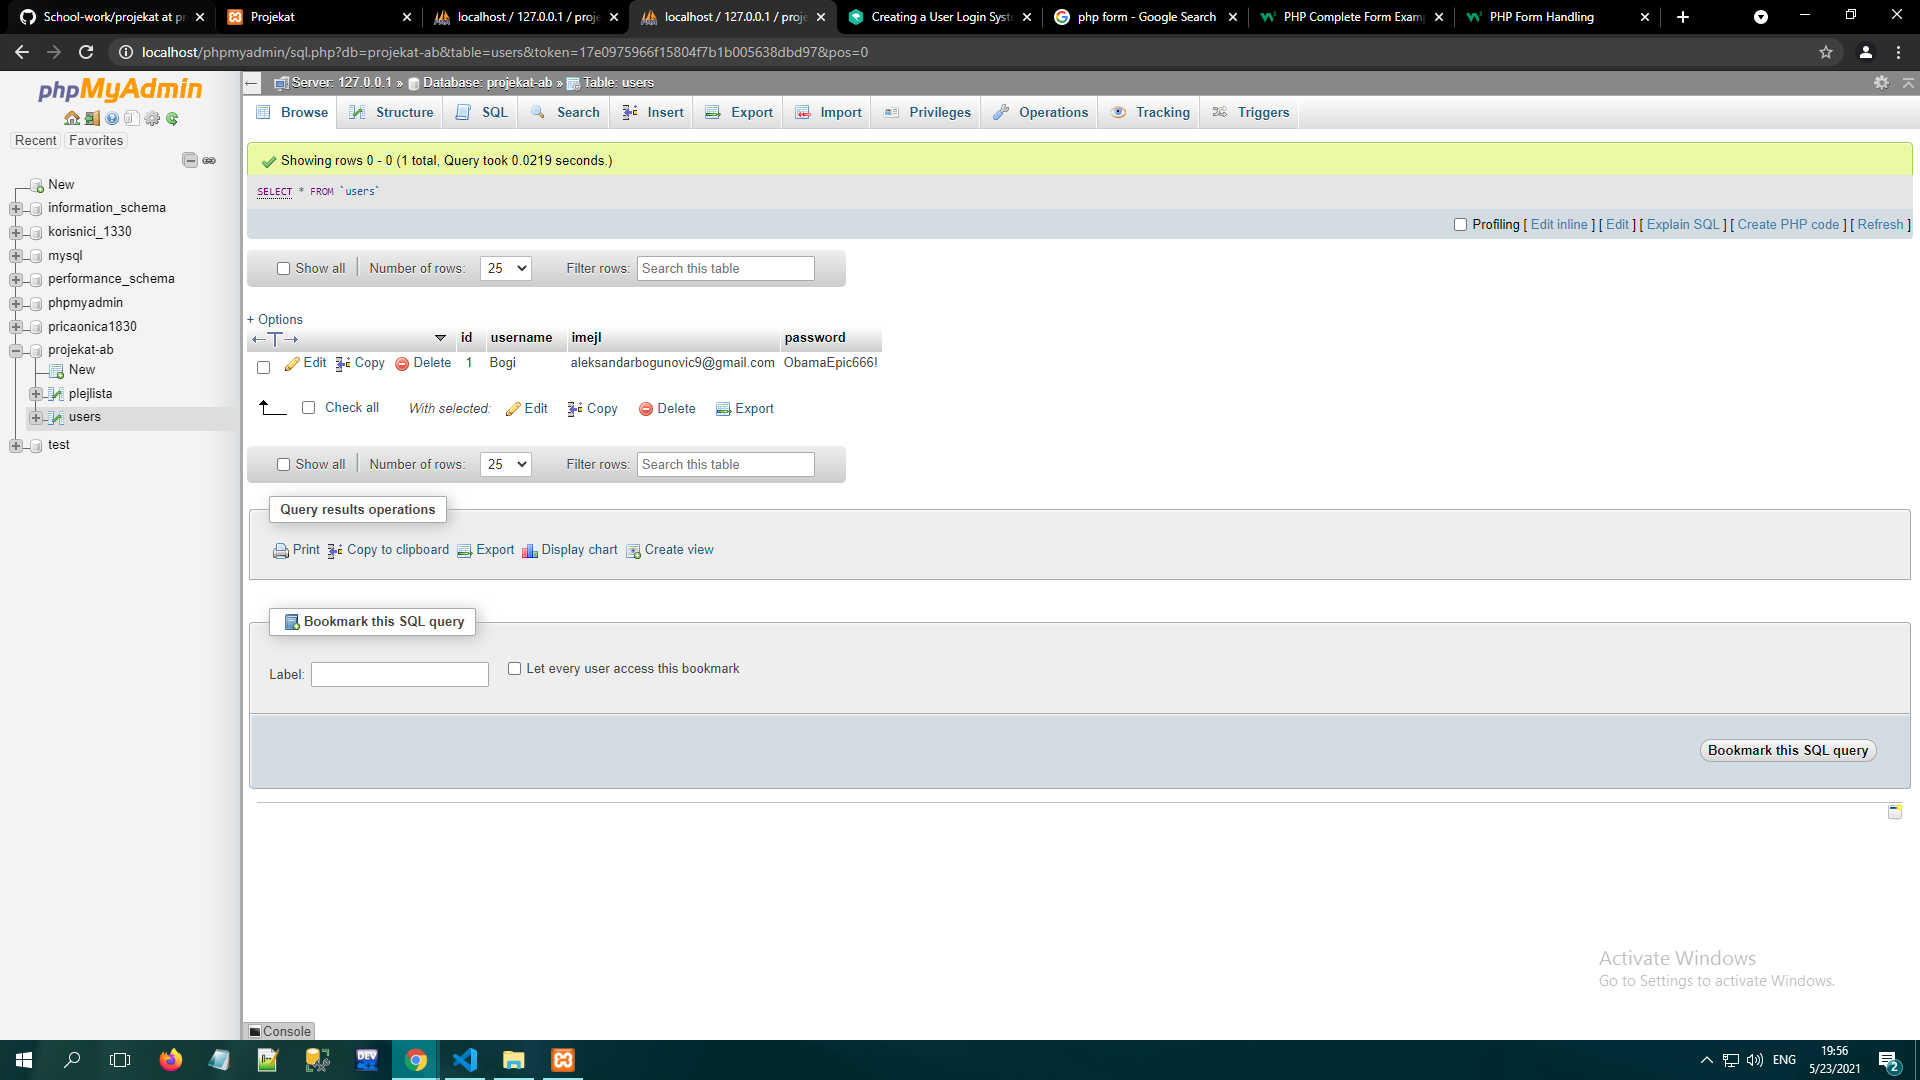 School-work/projekat at pr
Projekat
localhost / 127.0.0.1 / proje
localhost / 127.0.0.1 / proje
Creating a User Login Syst
php form - Google Search
PHP Complete Form Examp
PHP Form Handling
localhost/phpmyadmin/sql.php?db=projekat-ab&table=users&token=17e0975966f15804f7b1b005638dbd97&pos=0
phpMyAdmin
Recent
Favorites
New
information_schema
korisnici_1330
mysql
performance_schema
phpmyadmin
pricaonica1830
projekat-ab
New
plejlista
users
test
Server: 127.0.0.1 » Database: projekat-ab » Table: users
Browse
Structure
SQL
Search
Insert
Export
Import
Privileges
Operations
Tracking
Triggers
Showing rows 0 - 0 (1 total, Query took 0.0219 seconds.)
SELECT * FROM `users`
Profiling [ Edit inline ] [ Edit ] [ Explain SQL ] [ Create PHP code ] [ Refresh ]
Show all
Number of rows: 25
Filter rows: Search this table
+ Options
id username imejl password
Edit Copy Delete 1 Bogi aleksandarbogunovic9@gmail.com ObamaEpic666!
Check all With selected: Edit Copy Delete Export
Show all
Number of rows: 25
Filter rows: Search this table
Query results operations
Print Copy to clipboard Export Display chart Create view
Bookmark this SQL query
Label:
Let every user access this bookmark
Bookmark this SQL query
Activate Windows
Go to Settings to activate Windows.
Console
DEV
ENG
19:56
5/23/2021
2